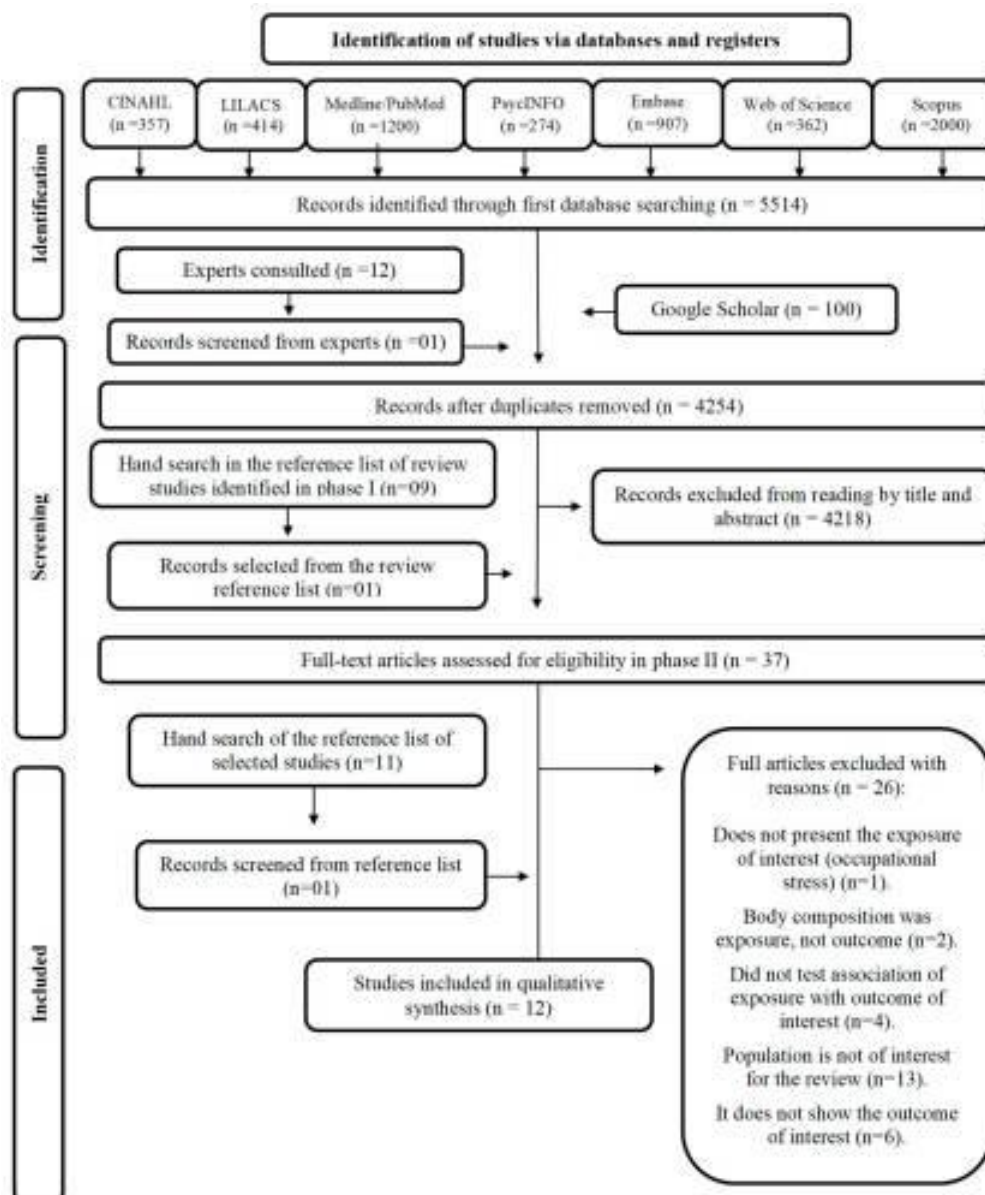 Identification of studies via databases and registers
CINAHL
(n =357)
LILACS
(n =414)
Medline/PubMed
(n =1200)
PsycINFO
(n =274)
Embase
(n =907)
Web of Science
(n =362)
Scopus
(n =2000)
Identification
Records identified through first database searching (n = 5514)
Experts consulted (n =12)
Google Scholar (n = 100)
Records screened from experts (n =01)
Screening
Records after duplicates removed (n = 4254)
Hand search in the reference list of review
studies identified in phase I (n=09)
Records excluded from reading by title and
abstract (n = 4218)
Records selected from the review
reference list (n=01)
Full-text articles assessed for eligibility in phase II (n = 37)
Hand search of the reference list of
selected studies (n=11)
Records screened from reference list
(n=01)
Included
Studies included in qualitative
synthesis (n = 12)
Full articles excluded with
reasons (n = 26):
Does not present the exposure
of interest (occupational
stress) (n=1).
Body composition was
exposure, not outcome (n=2).
Did not test association of
exposure with outcome of
interest (n=4).
Population is not of interest
for the review (n=13).
It does not show the outcome
of interest (n=6).